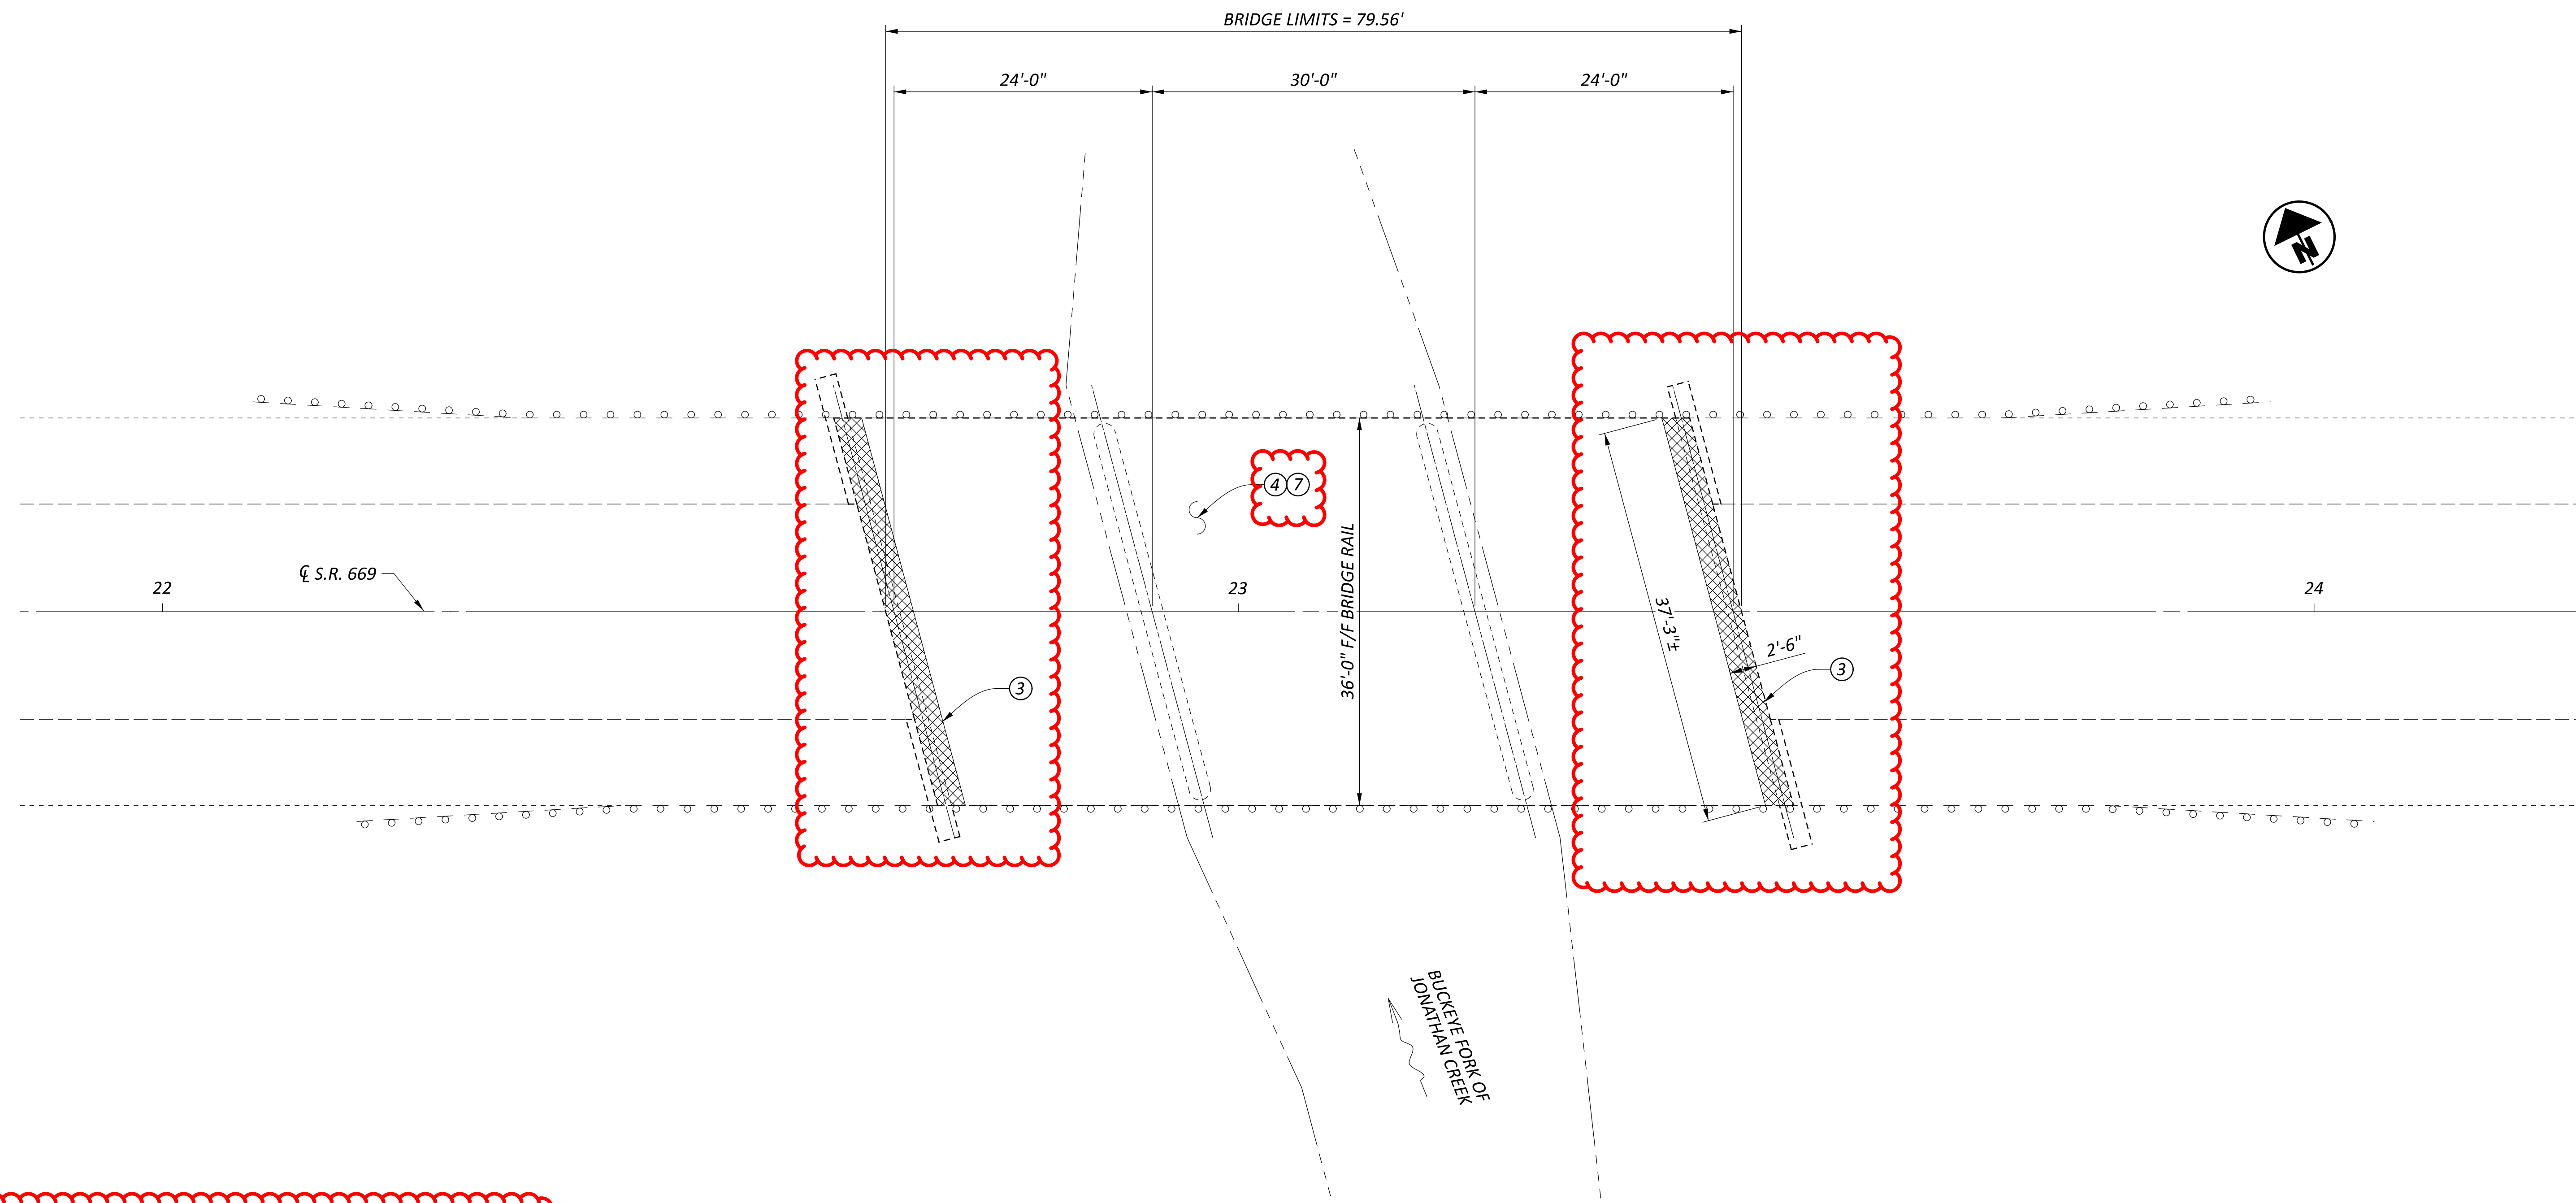 BRIDGE LIMITS = 79.56'
24'-0"
30'-0"
24'-0"
N
4 7
36'-0" F/F BRIDGE RAIL
℄ S.R. 669
22
23
24
37'-3"±
2'-6"
3
3
BUCKEYE FORK OF
JONATHAN CREEK